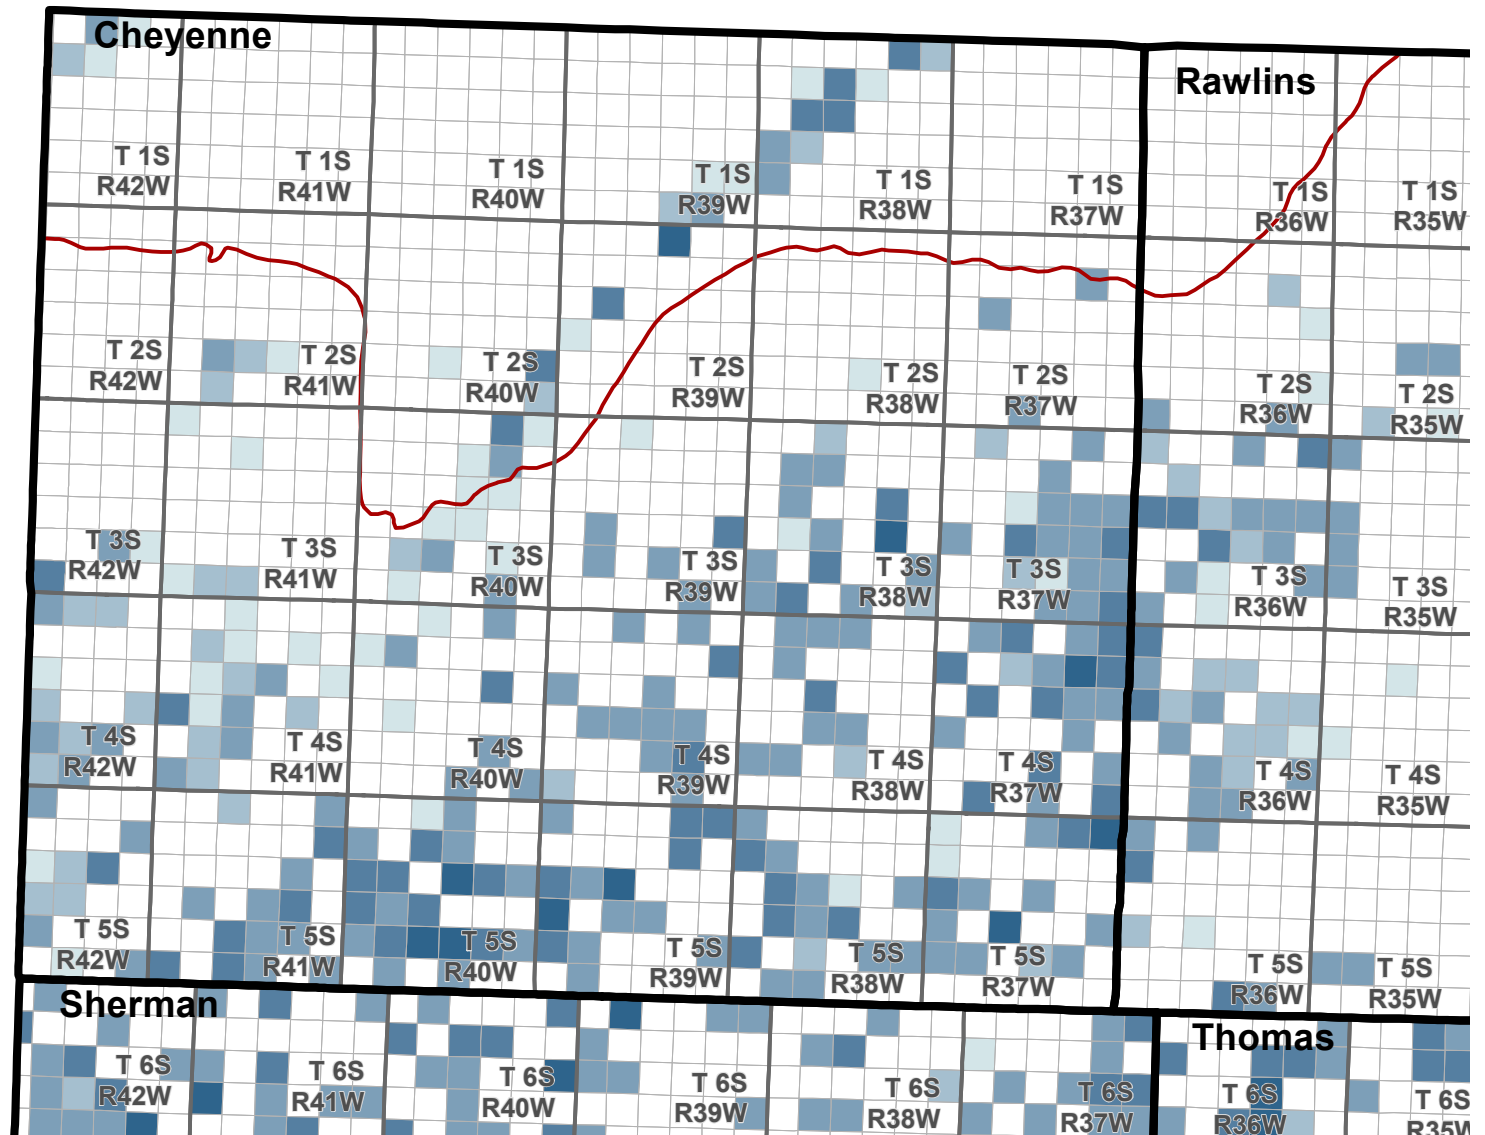 Cheyenne
Rawlins
T 1S
R42W
T 1S
R41W
T 1S
R40W
T 1S
R39W
T 1S
R38W
T 1S
R37W
T 1S
R36W
T 1S
R35W
T 2S
R42W
T 2S
R41W
T 2S
R40W
T 2S
R39W
T 2S
R38W
T 2S
R37W
T 2S
R36W
T 2S
R35W
T 3S
R42W
T 3S
R41W
T 3S
R40W
T 3S
R39W
T 3S
R38W
T 3S
R37W
T 3S
R36W
T 3S
R35W
T 4S
R42W
T 4S
R41W
T 4S
R40W
T 4S
R39W
T 4S
R38W
T 4S
R37W
T 4S
R36W
T 4S
R35W
T 5S
R42W
T 5S
R41W
T 5S
R40W
T 5S
R39W
T 5S
R38W
T 5S
R37W
T 5S
R36W
T 5S
R35W
Sherman
Thomas
T 6S
R42W
T 6S
R41W
T 6S
R40W
T 6S
R39W
T 6S
R38W
T 6S
R37W
T 6S
R36W
T 6S
R35W